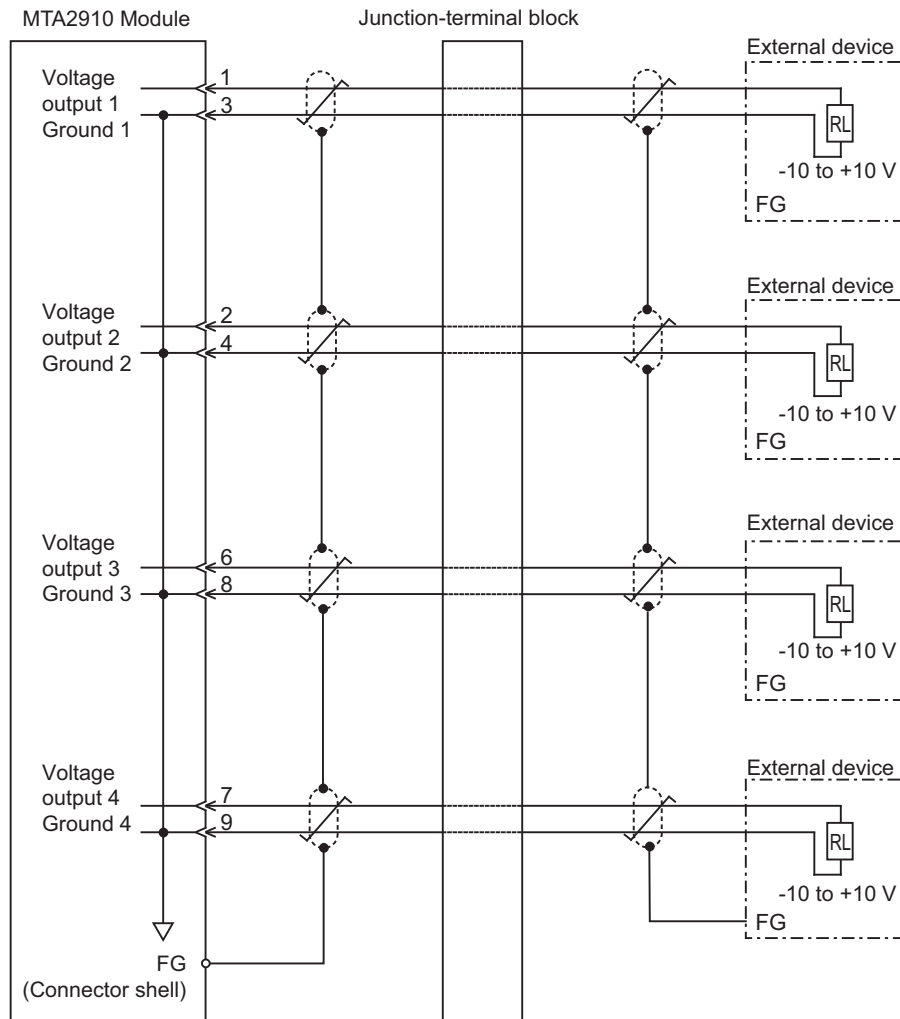 MTA2910 Module
Junction-terminal block
External device
Voltage
output 1
Ground 1
1
3
RL
-10 to +10 V
FG
External device
Voltage
output 2
Ground 2
2
4
RL
-10 to +10 V
FG
External device
Voltage
output 3
Ground 3
6
8
RL
-10 to +10 V
FG
External device
Voltage
output 4
Ground 4
7
9
RL
-10 to +10 V
FG
FG
(Connector shell)